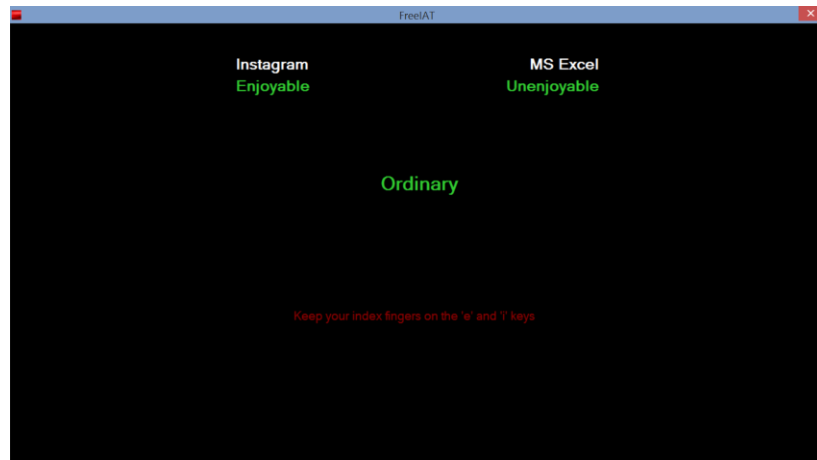 FreeIAT
Instagram MS Excel
Enjoyable Unenjoyable
Ordinary
Keep your index fingers on the 'e' and 'i' keys